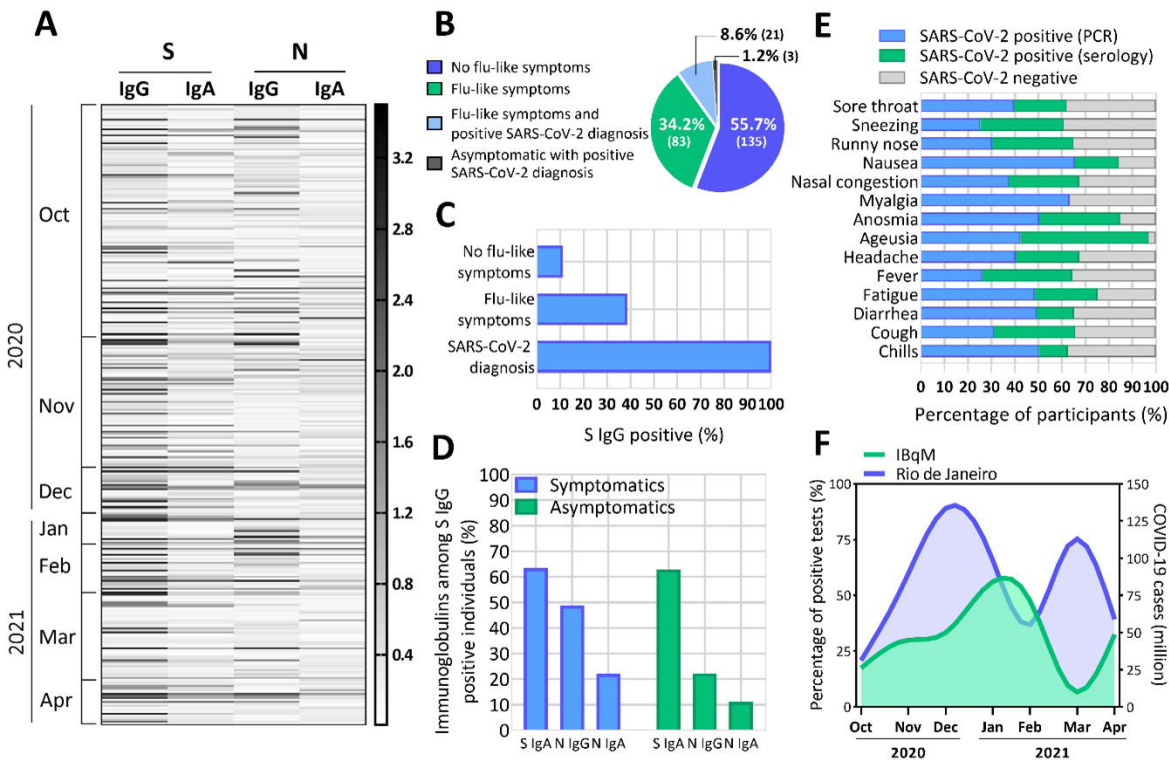 A
S N
IgG IgA IgG IgA
2020
2021
Oct
Nov
Dec
Jan
Feb
Mar
Apr
3.2
2.8
2.4
2.0
1.6
1.2
0.8
0.4
B
No flu-like symptoms
Flu-like symptoms
Flu-like symptoms and
positive SARS-CoV-2 diagnosis
Asymptomatic with positive
SARS-CoV-2 diagnosis
8.6% (21)
1.2% (3)
34.2%
(83)
55.7%
(135)
C
No flu-like
symptoms
Flu-like
symptoms
SARS-CoV-2
diagnosis
0 10 20 30 40 50 60 70 80 90 100
S IgG positive (%)
D
Immunoglobulins among S IgG
positive individuals (%)
100
90
80
70
60
50
40
30
20
10
0
Symptomatics
Asymptomatics
S IgA N IgG N IgA S IgA N IgG N IgA
E
SARS-CoV-2 positive (PCR)
SARS-CoV-2 positive (serology)
SARS-CoV-2 negative
Sore throat
Sneezing
Runny nose
Nausea
Nasal congestion
Myalgia
Anosmia
Ageusia
Headache
Fever
Fatigue
Diarrhea
Cough
Chills
0 10 20 30 40 50 60 70 80 90 100
Percentage of participants (%)
F
IBqM
Rio de Janeiro
Percentage of positive tests (%)
100
75
50
25
0
150
125
100
75
50
25
0
COVID-19 cases (million)
Oct Nov Dec Jan Feb Mar Apr
2020 2021